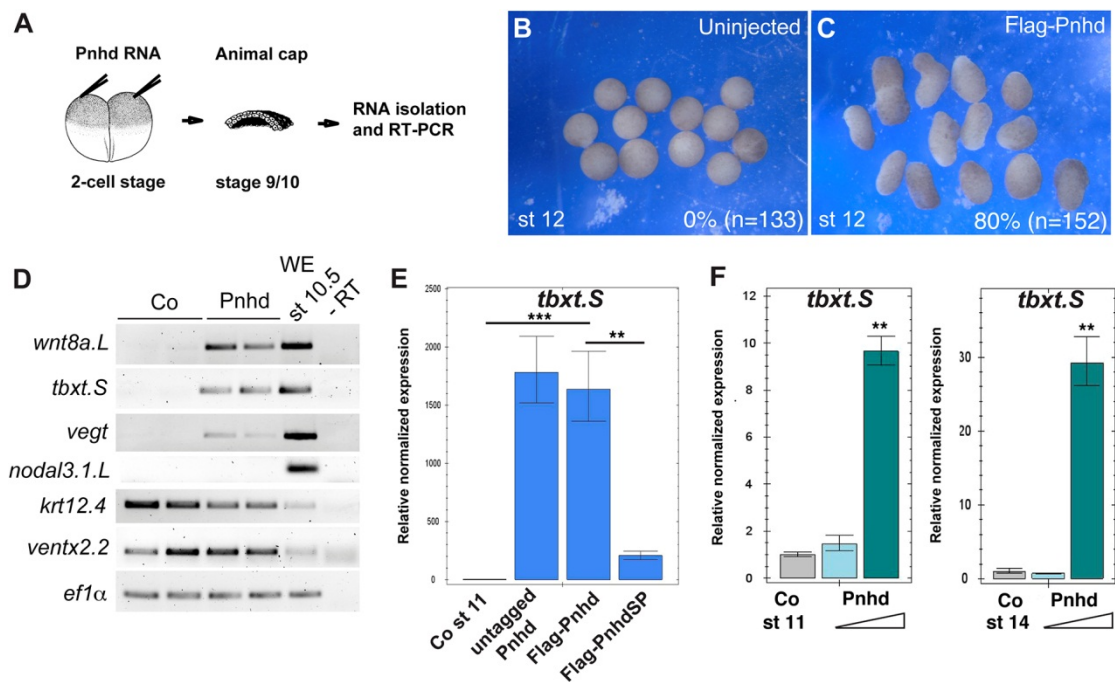 A
Pnhd RNA
Animal cap
RNA isolation
and RT-PCR
2-cell stage
stage 9/10
B
Uninjected
st 12
0% (n=133)
C
Flag-Pnhd
st 12
80% (n=152)
D
Co
Pnhd
WE
st 10.5
- RT
wnt8a.L
tbxt.S
vegt
nodal3.1.L
krt12.4
ventx2.2
ef1α
E
tbxt.S
***
**
Relative normalized expression
2500
2000
1500
1000
500
0
Co st 11
untagged
Pnhd
Flag-Pnhd
Flag-PnhdSP
F
tbxt.S
**
Relative normalized expression
12
10
8
6
4
2
0
Co
Pnhd
st 11
tbxt.S
**
Relative normalized expression
30
20
10
0
Co
Pnhd
st 14